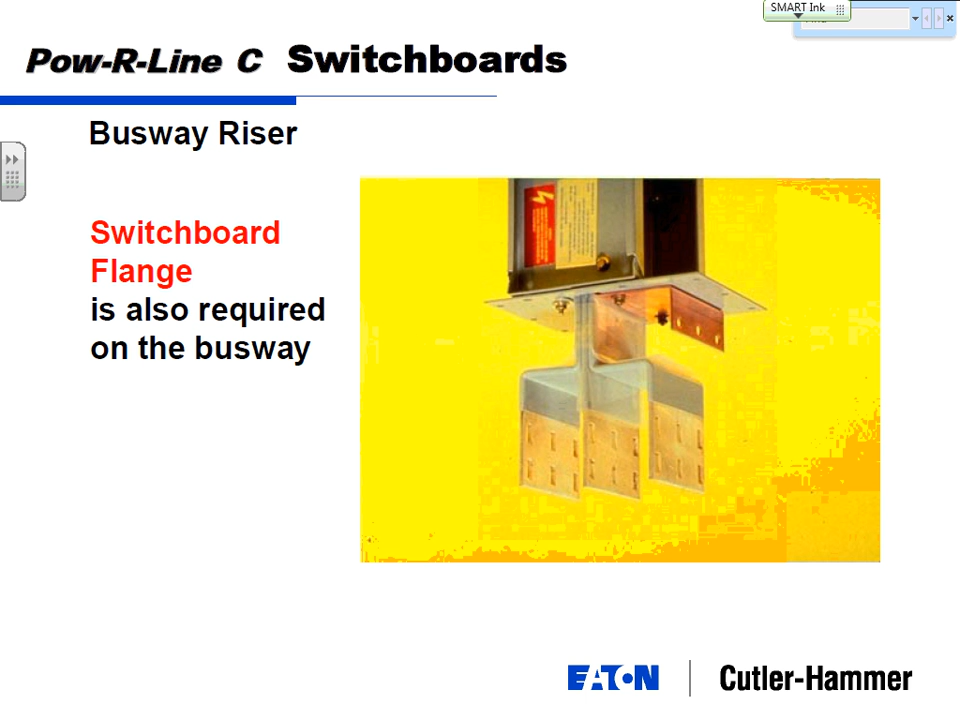 SMART Ink
Pow-R-Line C Switchboards
Busway Riser
Switchboard
Flange
is also required
on the busway
EATON | Cutler-Hammer